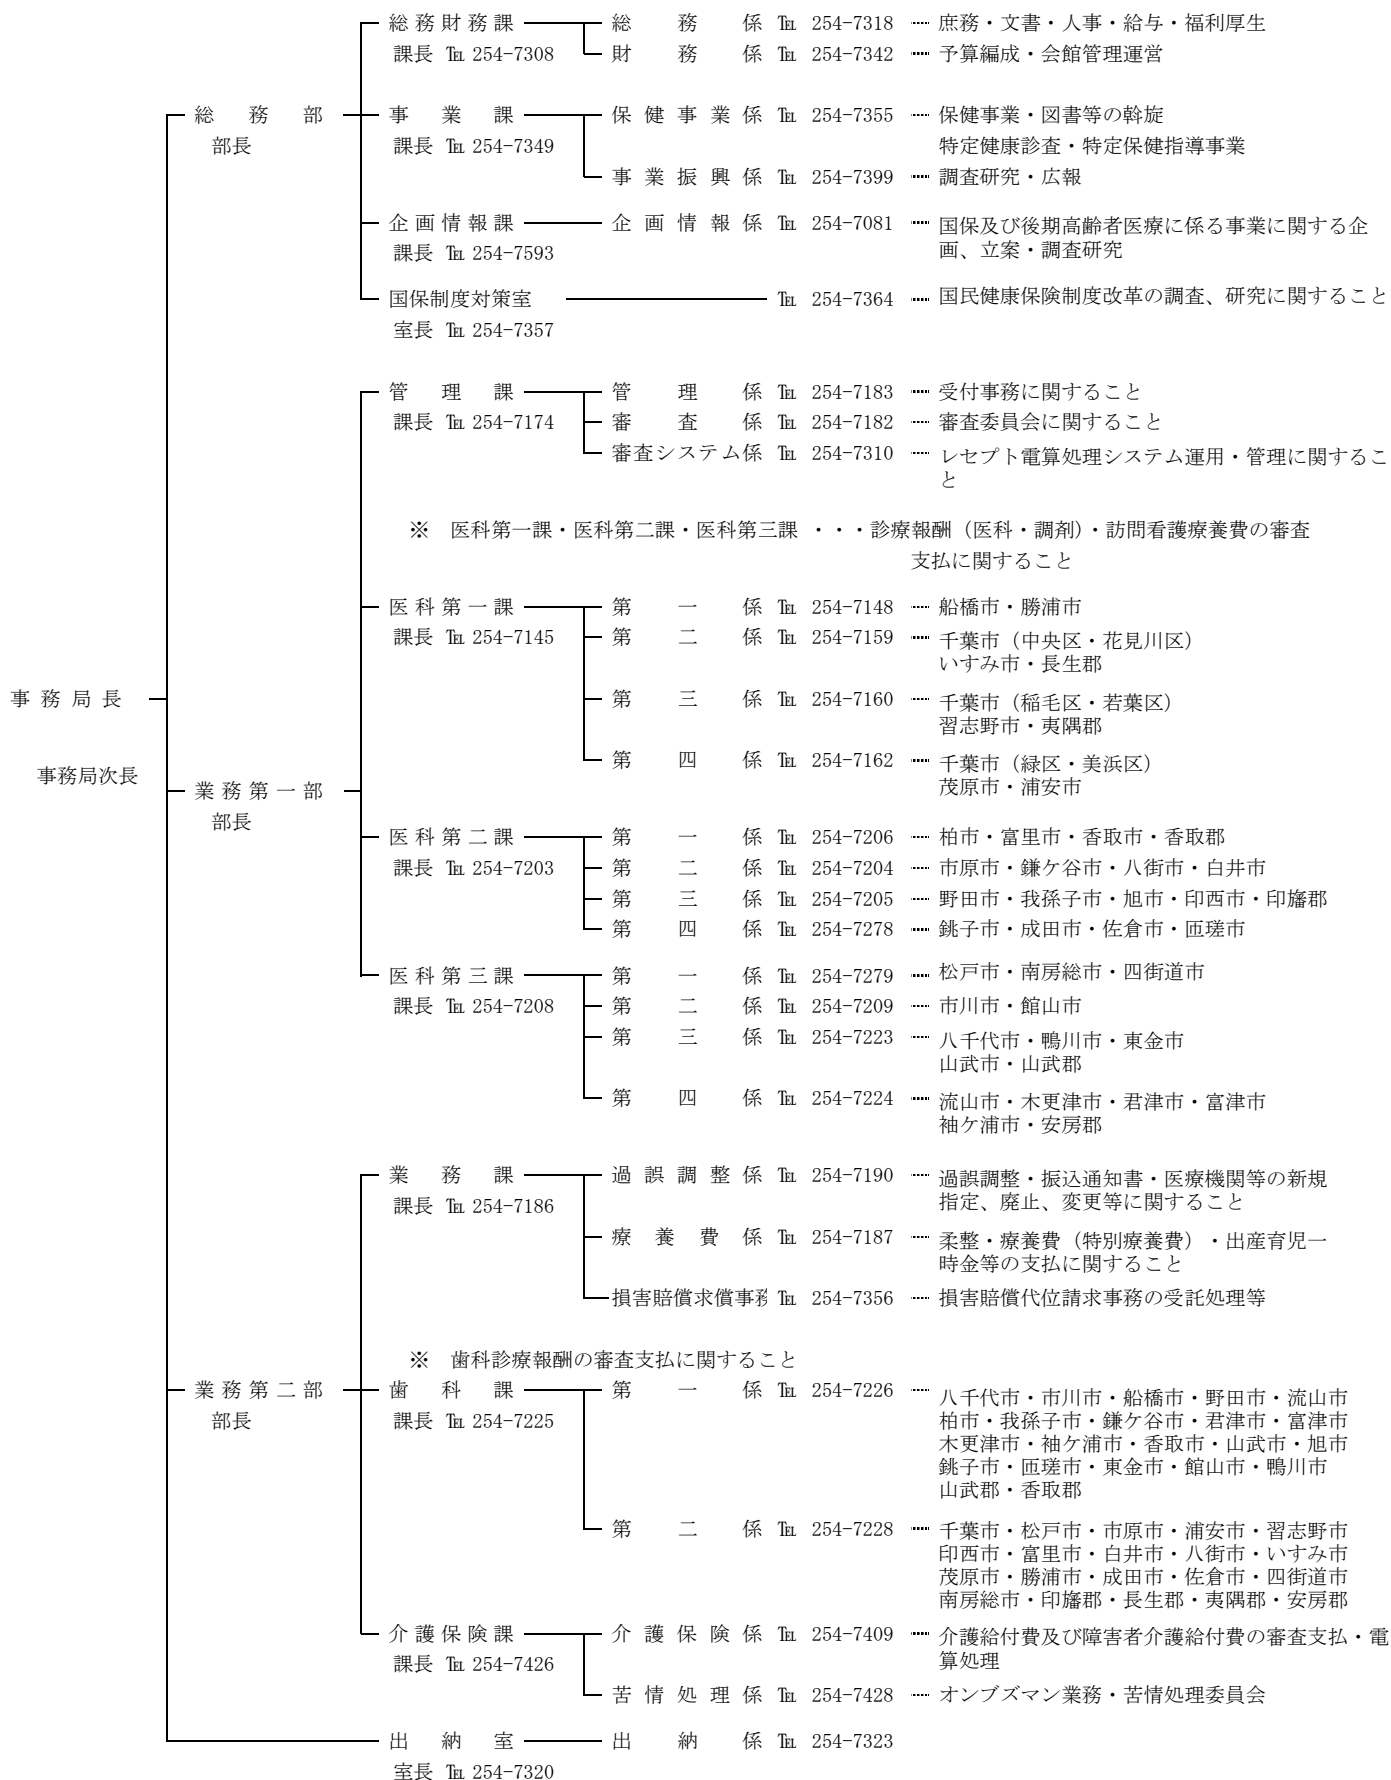 総務財務課 総務係 ℡ 254-7318 庶務・文書・人事・給与・福利厚生
課長 ℡ 254-7308 財務係 ℡ 254-7342 予算編成・会館管理運営
総務部 事業課 保健事業係 ℡ 254-7355 保健事業・図書等の斡旋
部長 課長 ℡ 254-7349 特定健康診査・特定保健指導事業
事業振興係 ℡ 254-7399 調査研究・広報
企画情報課 企画情報係 ℡ 254-7081 国保及び後期高齢者医療に係る事業に関する企
課長 ℡ 254-7593 画、立案・調査研究
国保制度対策室 ℡ 254-7364 国民健康保険制度改革の調査、研究に関すること
室長 ℡ 254-7357
管理課 管理係 ℡ 254-7183 受付事務に関すること
課長 ℡ 254-7174 審査係 ℡ 254-7182 審査委員会に関すること
審査システム係 ℡ 254-7310 レセプト電算処理システム運用・管理に関するこ
と
※ 医科第一課・医科第二課・医科第三課 ・・・診療報酬（医科・調剤）・訪問看護療養費の審査
支払に関すること
医科第一課 第一係 ℡ 254-7148 船橋市・勝浦市
課長 ℡ 254-7145 第二係 ℡ 254-7159 千葉市（中央区・花見川区）
いすみ市・長生郡
事務局長 第三係 ℡ 254-7160 千葉市（稲毛区・若葉区）
習志野市・夷隅郡
事務局次長 第四係 ℡ 254-7162 千葉市（緑区・美浜区）
業務第一部 茂原市・浦安市
部長
医科第二課 第一係 ℡ 254-7206 柏市・富里市・香取市・香取郡
課長 ℡ 254-7203 第二係 ℡ 254-7204 市原市・鎌ケ谷市・八街市・白井市
第三係 ℡ 254-7205 野田市・我孫子市・旭市・印西市・印旛郡
第四係 ℡ 254-7278 銚子市・成田市・佐倉市・匝瑳市
医科第三課 第一係 ℡ 254-7279 松戸市・南房総市・四街道市
課長 ℡ 254-7208 第二係 ℡ 254-7209 市川市・館山市
第三係 ℡ 254-7223 八千代市・鴨川市・東金市
山武市・山武郡
第四係 ℡ 254-7224 流山市・木更津市・君津市・富津市
袖ケ浦市・安房郡
業務課 過誤調整係 ℡ 254-7190 過誤調整・振込通知書・医療機関等の新規
課長 ℡ 254-7186 指定、廃止、変更等に関すること
療養費係 ℡ 254-7187 柔整・療養費（特別療養費）・出産育児一
時金等の支払に関すること
損害賠償求償事務 ℡ 254-7356 損害賠償代位請求事務の受託処理等
※ 歯科診療報酬の審査支払に関すること
業務第二部 歯科課 第一係 ℡ 254-7226 八千代市・市川市・船橋市・野田市・流山市
部長 課長 ℡ 254-7225 柏市・我孫子市・鎌ケ谷市・君津市・富津市
木更津市・袖ケ浦市・香取市・山武市・旭市
銚子市・匝瑳市・東金市・館山市・鴨川市
山武郡・香取郡
第二係 ℡ 254-7228 千葉市・松戸市・市原市・浦安市・習志野市
印西市・富里市・白井市・八街市・いすみ市
茂原市・勝浦市・成田市・佐倉市・四街道市
南房総市・印旛郡・長生郡・夷隅郡・安房郡
介護保険課 介護保険係 ℡ 254-7409 介護給付費及び障害者介護給付費の審査支払・電
課長 ℡ 254-7426 算処理
苦情処理係 ℡ 254-7428 オンブズマン業務・苦情処理委員会
出納室 出納係 ℡ 254-7323
室長 ℡ 254-7320